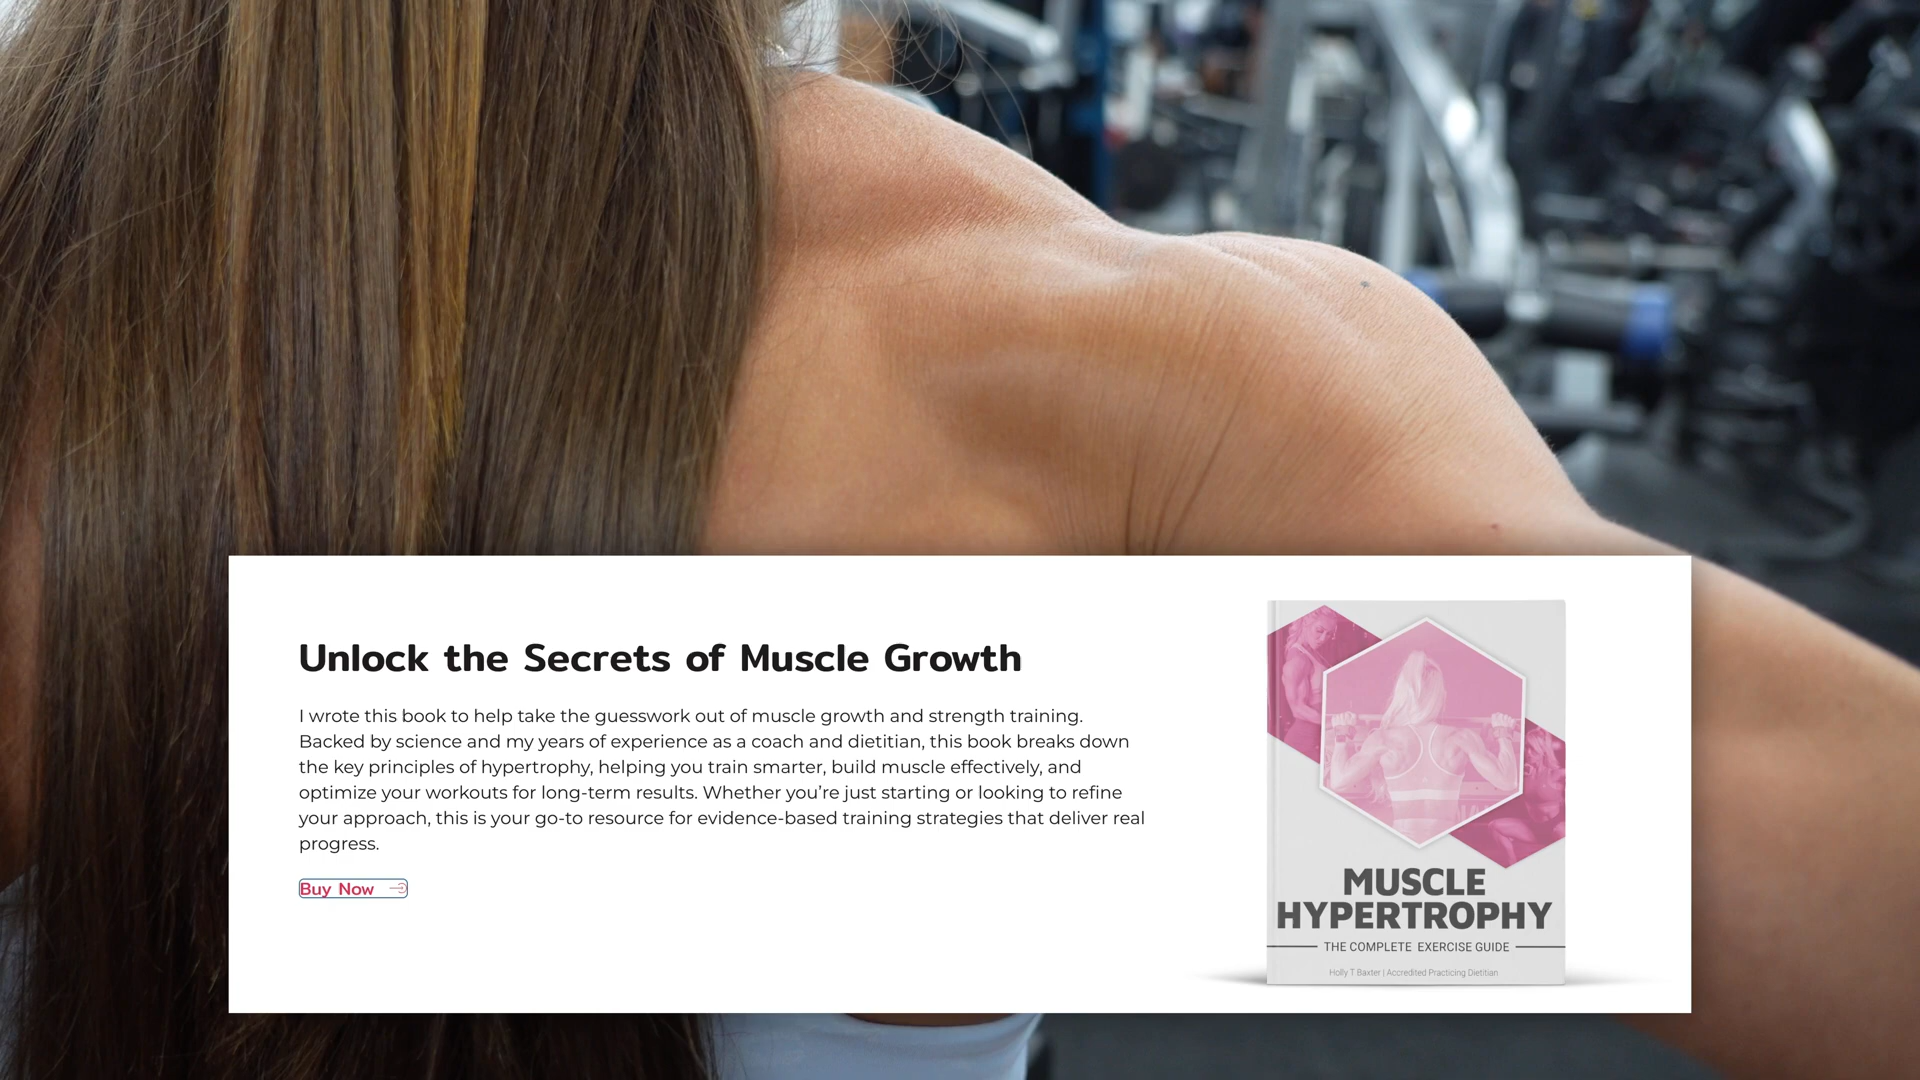 Unlock the Secrets of Muscle Growth
I wrote this book to help take the guesswork out of muscle growth and strength training.
Backed by science and my years of experience as a coach and dietitian, this book breaks down
the key principles of hypertrophy, helping you train smarter, build muscle effectively, and
optimize your workouts for long-term results. Whether you’re just starting or looking to refine
your approach, this is your go-to resource for evidence-based training strategies that deliver real
progress.
Buy Now
MUSCLE
HYPERTROPHY
THE COMPLETE EXERCISE GUIDE
Holly T Baxter | Accredited Practicing Dietitian